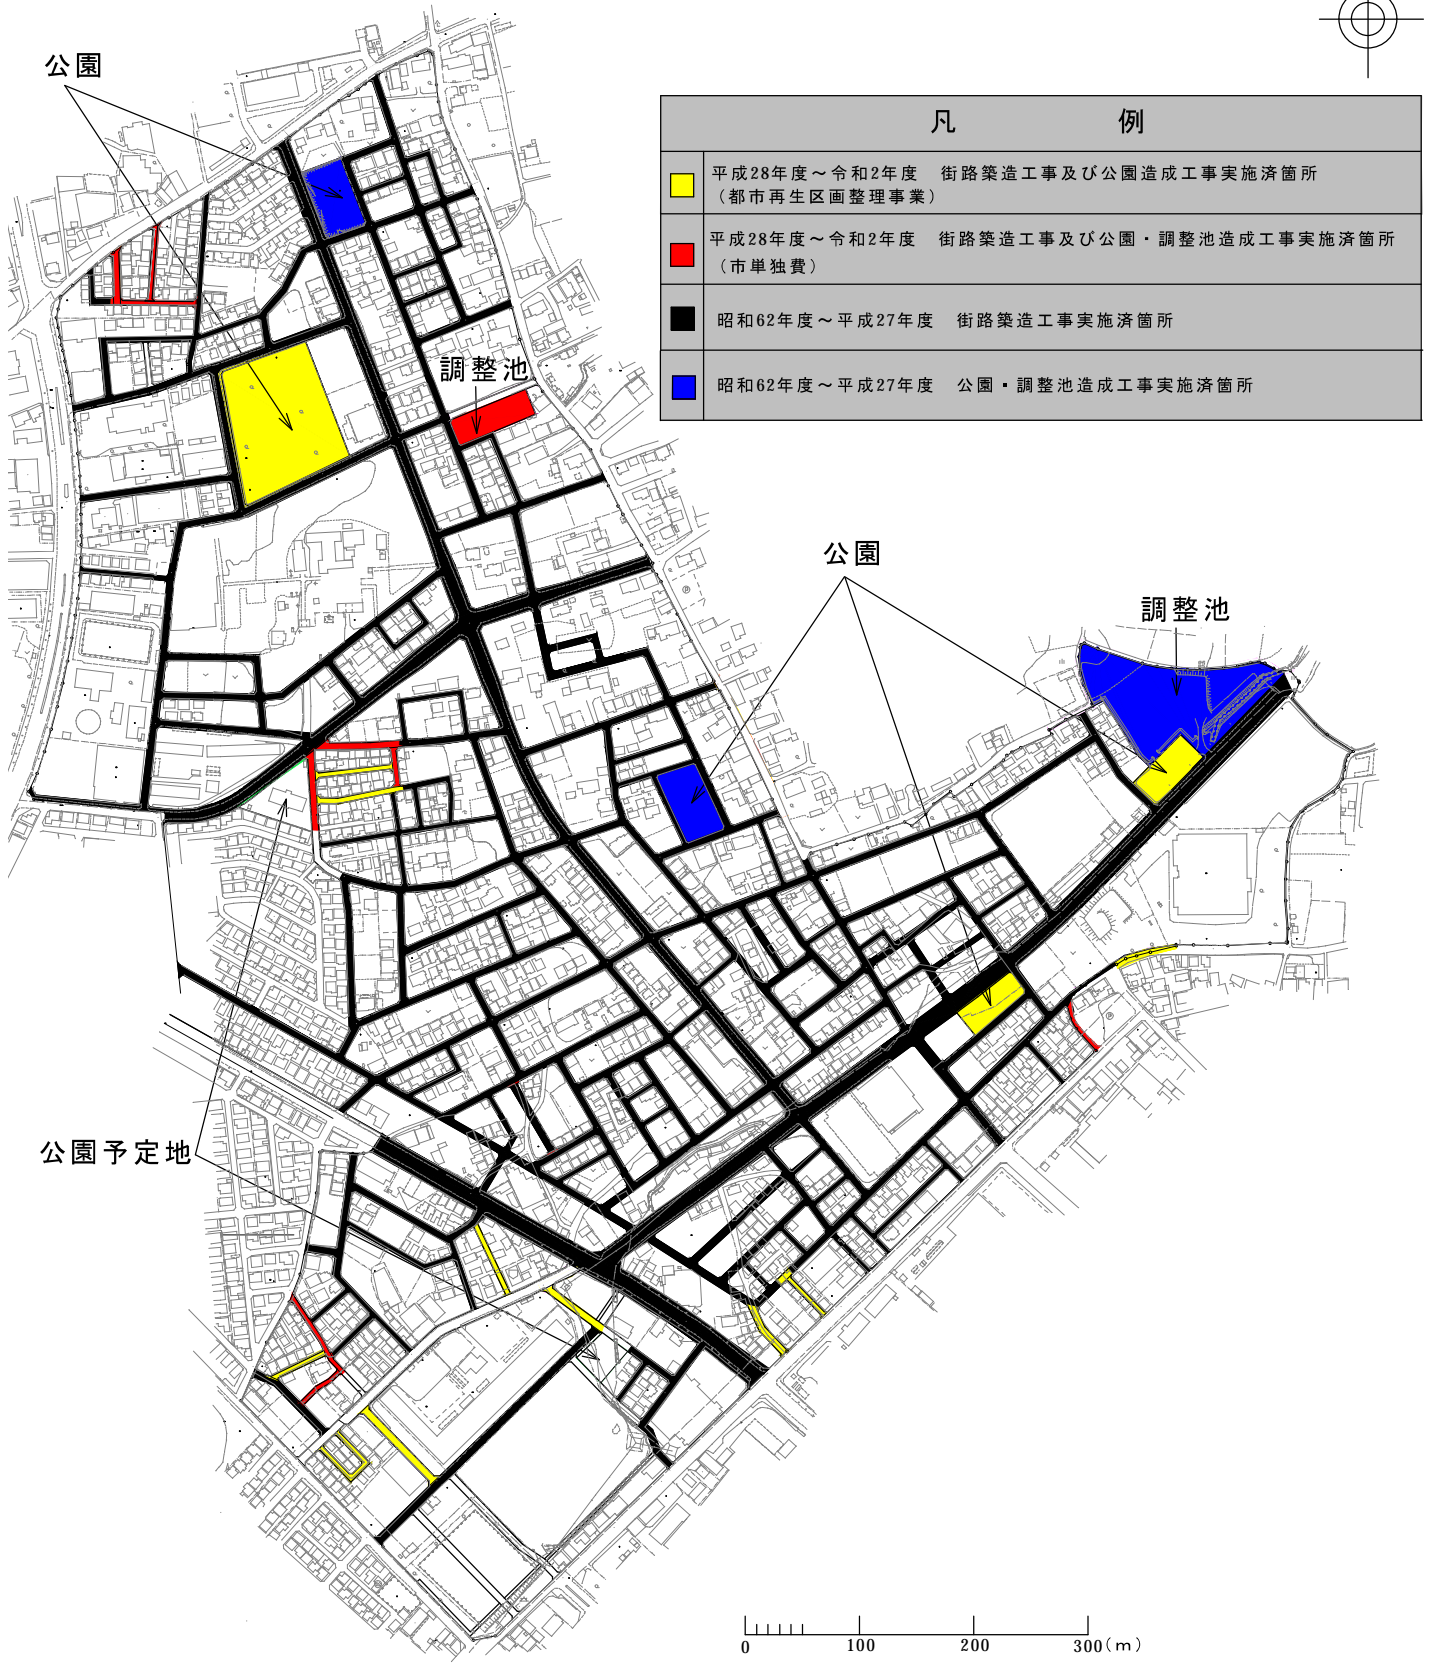 公園
凡　　　例
平成28年度～令和2年度　街路築造工事及び公園造成工事実施済箇所
（都市再生区画整理事業）
平成28年度～令和2年度　街路築造工事及び公園・調整池造成工事実施済箇所
（市単独費）
昭和62年度～平成27年度　街路築造工事実施済箇所
昭和62年度～平成27年度　公園・調整池造成工事実施済箇所
調整池
公園
調整池
公園予定地
0 100 200 300(m)